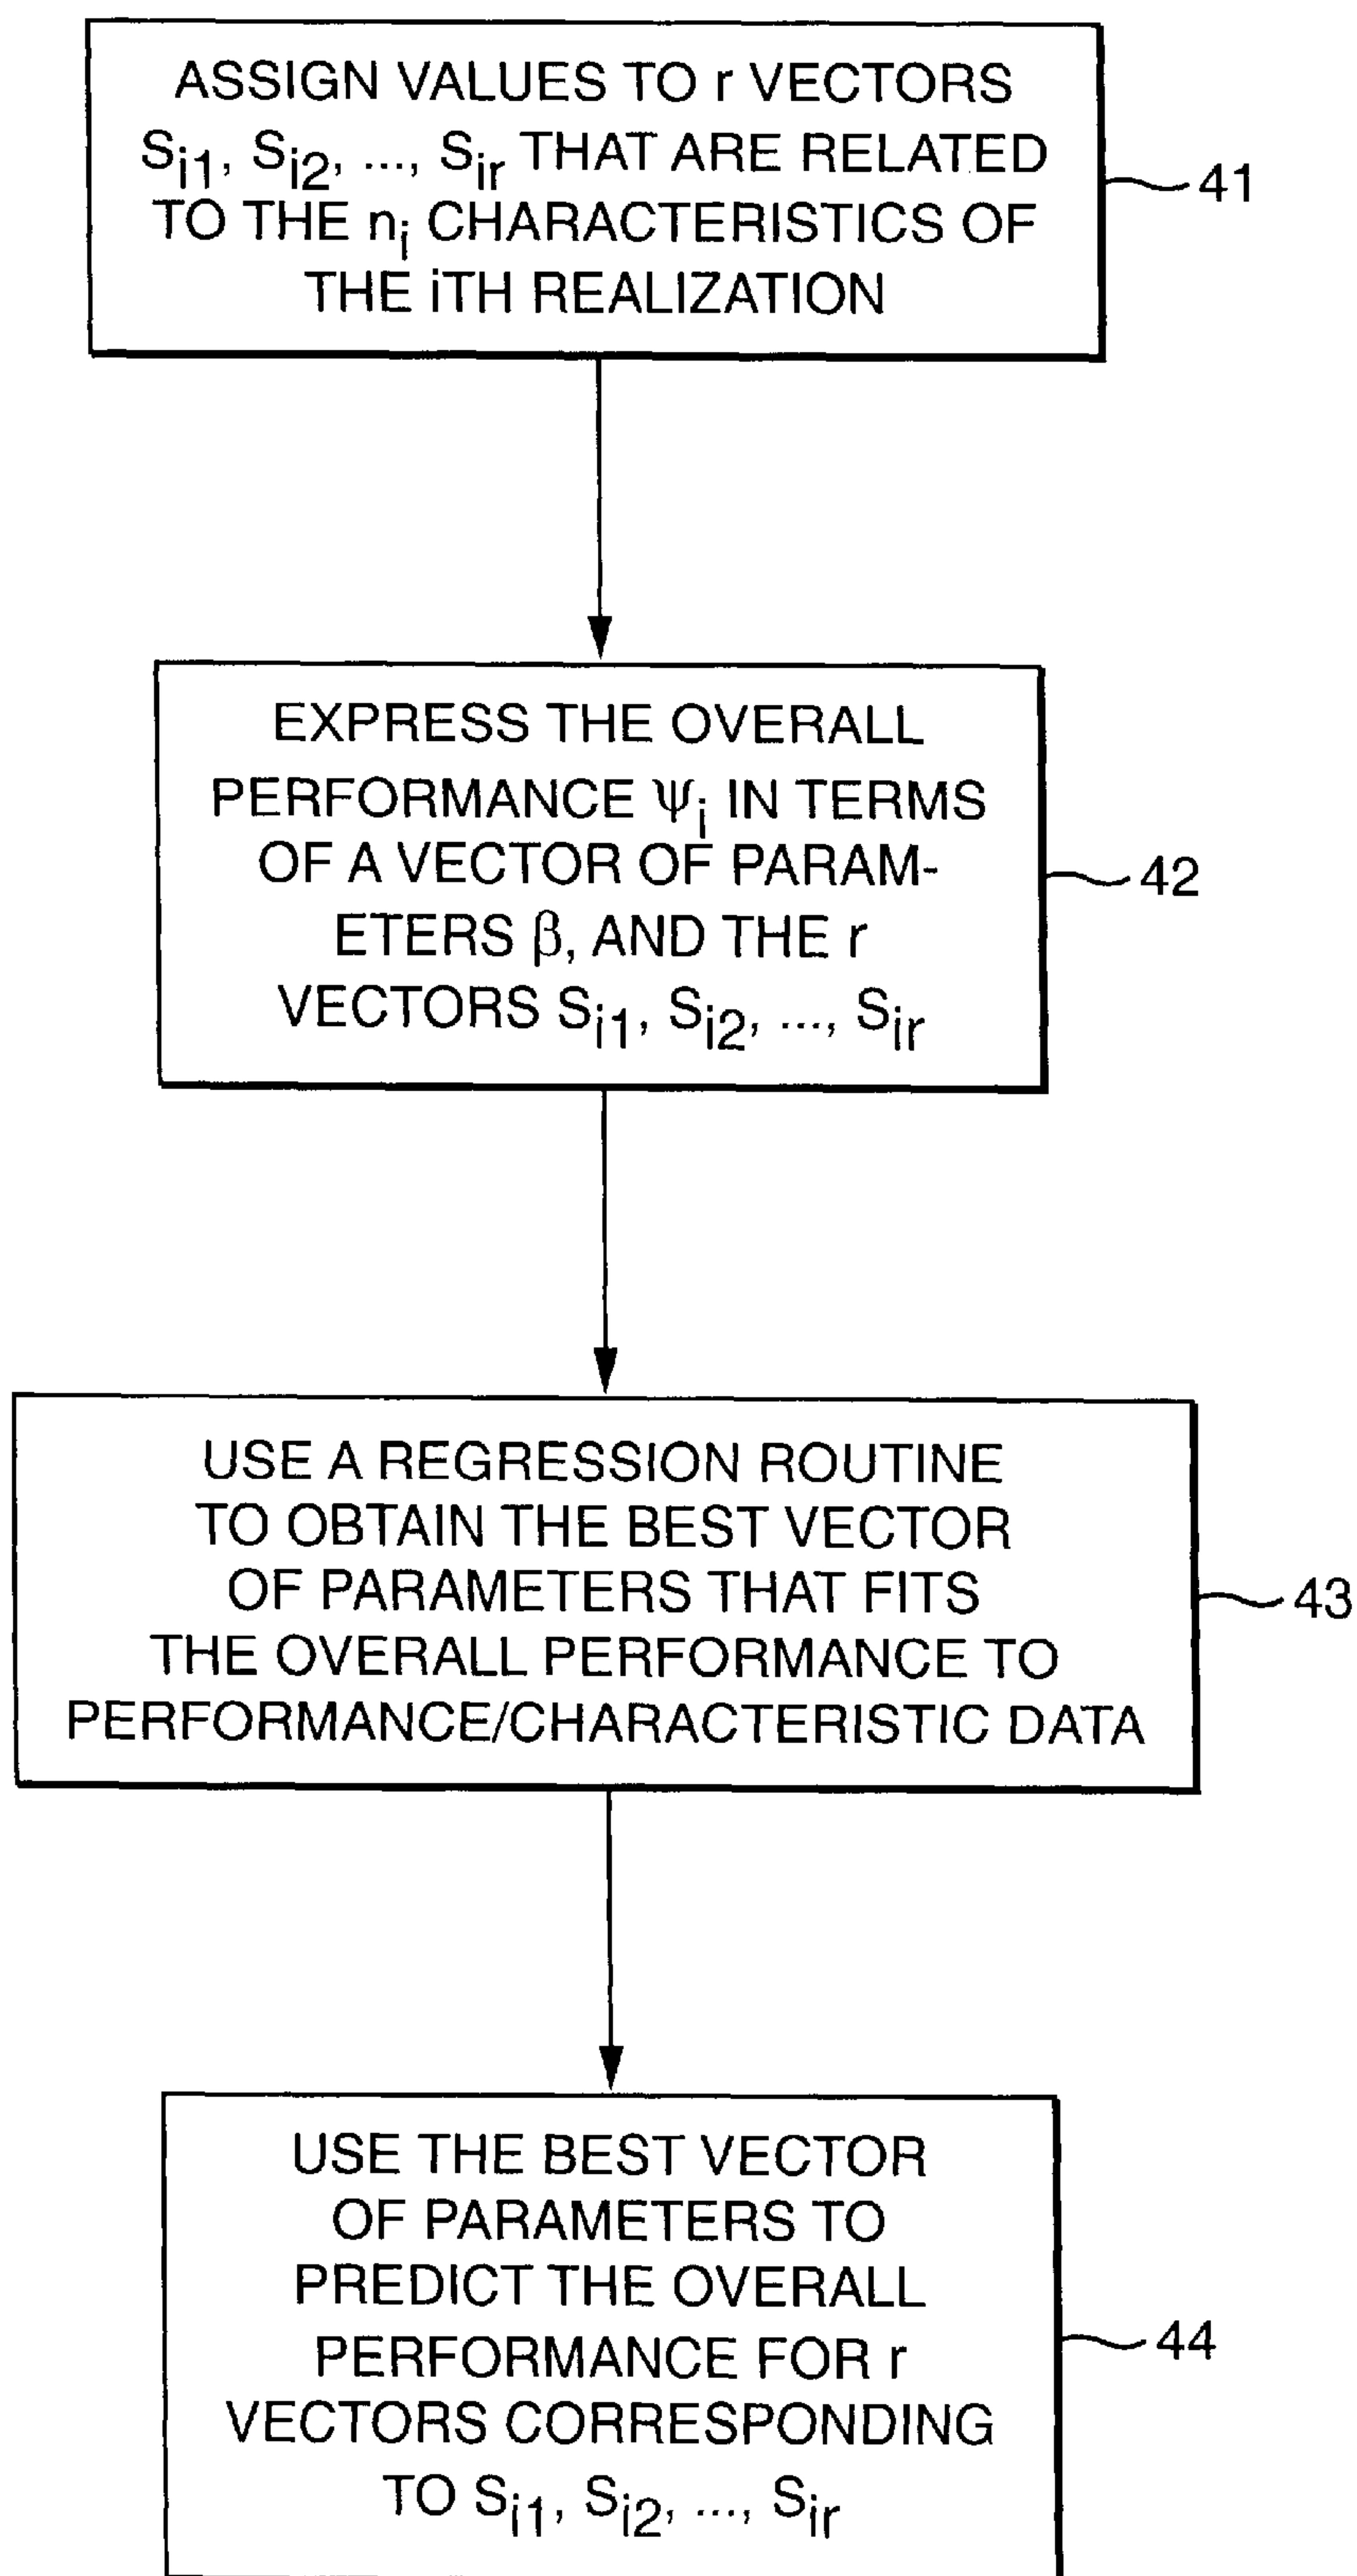 ASSIGN VALUES TO r VECTORS
Si1, Si2, ..., Sir THAT ARE RELATED
TO THE ni CHARACTERISTICS OF
THE iTH REALIZATION
41
EXPRESS THE OVERALL
PERFORMANCE ψi IN TERMS
OF A VECTOR OF PARAM-
ETERS β, AND THE r
VECTORS Si1, Si2, ..., Sir
42
USE A REGRESSION ROUTINE
TO OBTAIN THE BEST VECTOR
OF PARAMETERS THAT FITS
THE OVERALL PERFORMANCE TO
PERFORMANCE/CHARACTERISTIC DATA
43
USE THE BEST VECTOR
OF PARAMETERS TO
PREDICT THE OVERALL
PERFORMANCE FOR r
VECTORS CORRESPONDING
TO Si1, Si2, ..., Sir
44